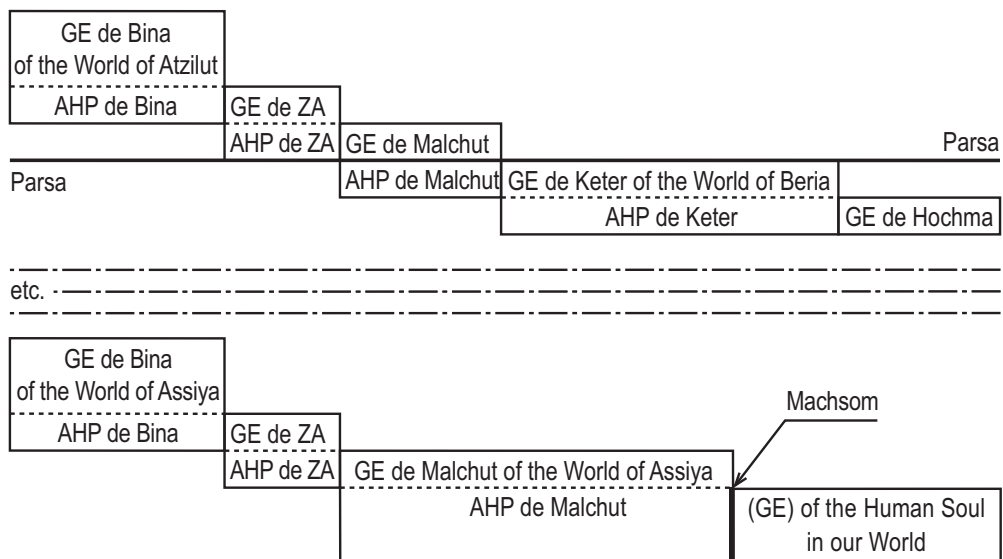 GE de Bina
of the World of Atzilut
AHP de Bina
GE de ZA
AHP de ZA
GE de Malchut
Parsa
Parsa
AHP de Malchut
GE de Keter of the World of Beria
AHP de Keter
GE de Hochma
etc.
GE de Bina
of the World of Assiya
AHP de Bina
GE de ZA
AHP de ZA
GE de Malchut of the World of Assiya
AHP de Malchut
Machsom
(GE) of the Human Soul
in our World